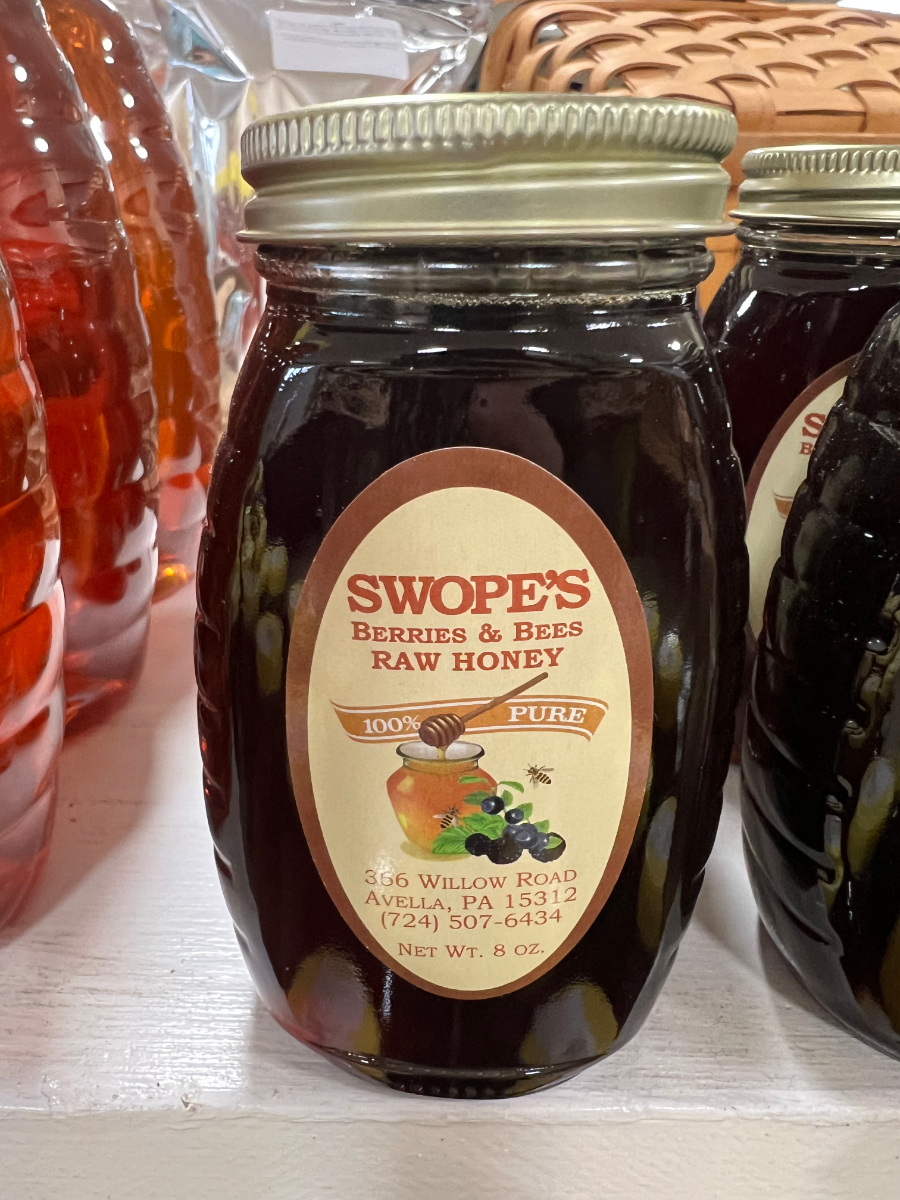 SWOPE'S
BERRIES & BEES
RAW HONEY
100% PURE
366 WILLOW ROAD
AVELLA, PA 15312
(724) 507-6434
NET WT. 8 OZ.